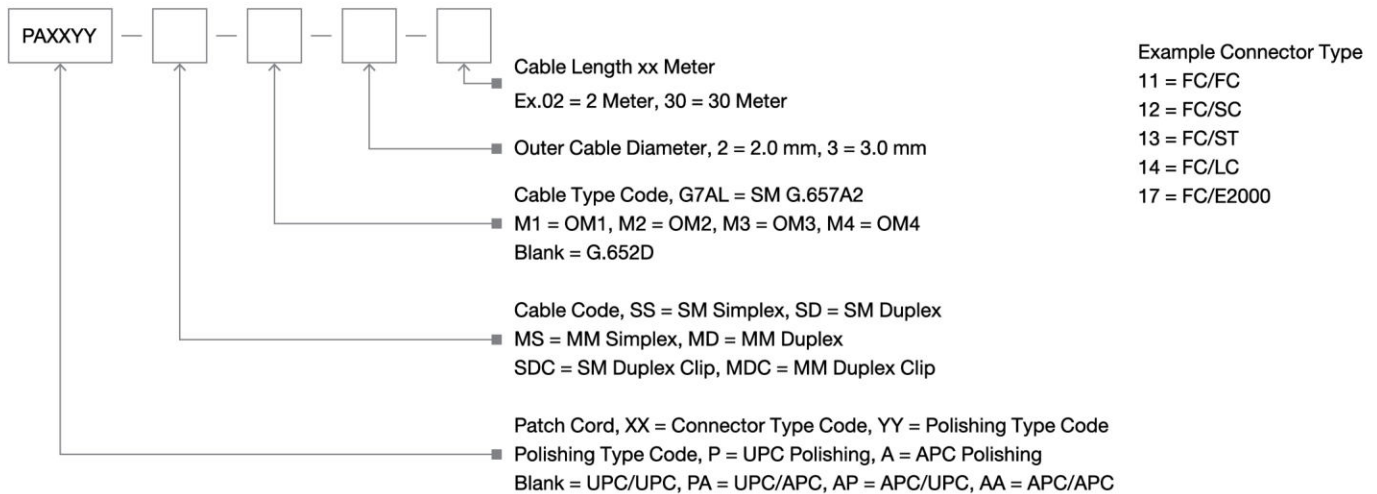 PAXXYY — — — —
Cable Length xx Meter
Ex.02 = 2 Meter, 30 = 30 Meter
Outer Cable Diameter, 2 = 2.0 mm, 3 = 3.0 mm
Cable Type Code, G7AL = SM G.657A2
M1 = OM1, M2 = OM2, M3 = OM3, M4 = OM4
Blank = G.652D
Cable Code, SS = SM Simplex, SD = SM Duplex
MS = MM Simplex, MD = MM Duplex
SDC = SM Duplex Clip, MDC = MM Duplex Clip
Patch Cord, XX = Connector Type Code, YY = Polishing Type Code
Polishing Type Code, P = UPC Polishing, A = APC Polishing
Blank = UPC/UPC, PA = UPC/APC, AP = APC/UPC, AA = APC/APC
Example Connector Type
11 = FC/FC
12 = FC/SC
13 = FC/ST
14 = FC/LC
17 = FC/E2000